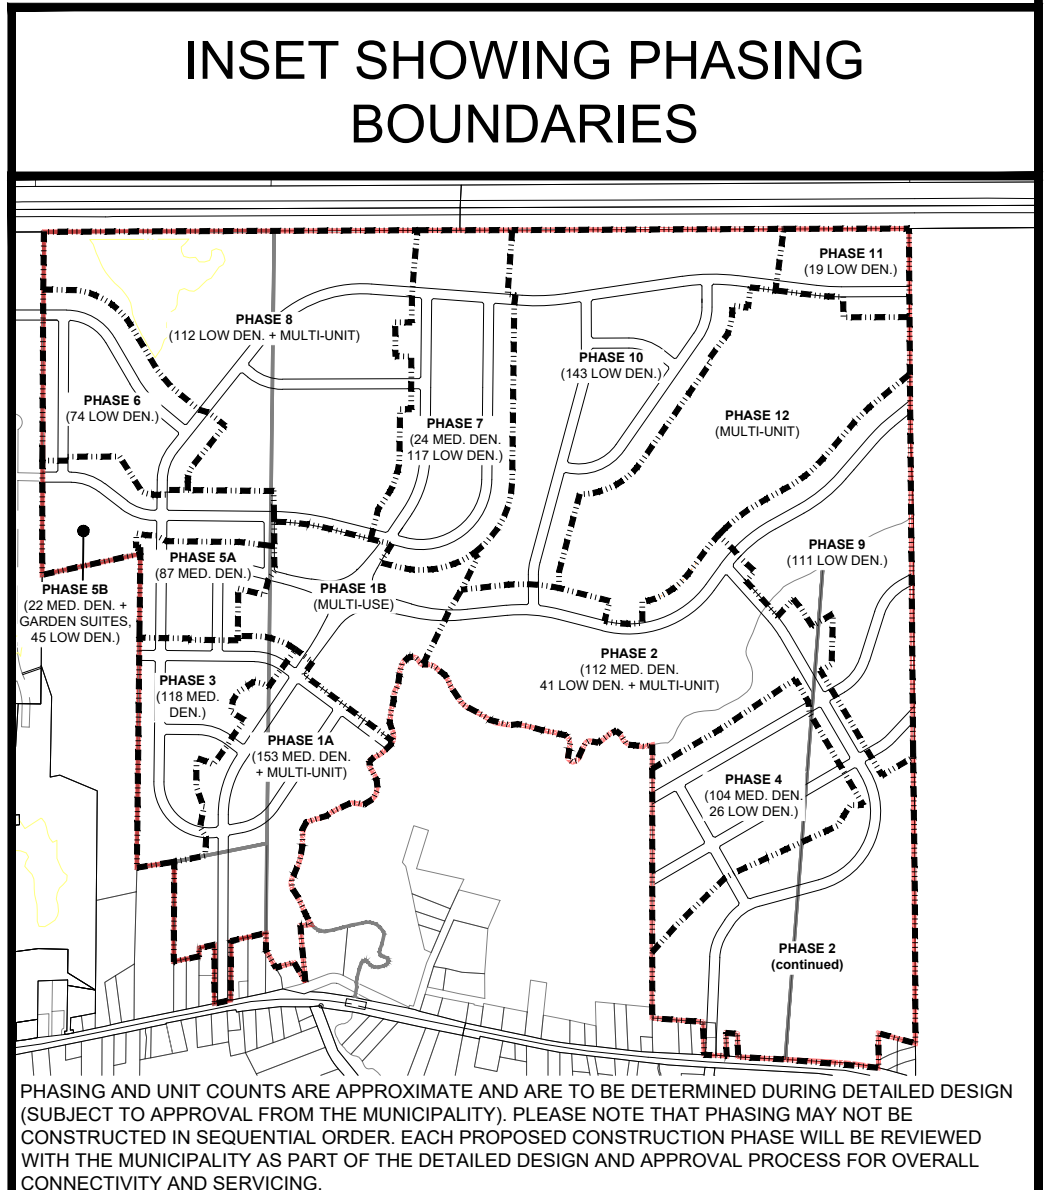 INSET SHOWING PHASING
BOUNDARIES
PHASE 11
(19 LOW DEN.)
PHASE 8
(112 LOW DEN. + MULTI-UNIT)
PHASE 10
(143 LOW DEN.)
PHASE 6
(74 LOW DEN.)
PHASE 7
(24 MED. DEN.
117 LOW DEN.)
PHASE 12
(MULTI-UNIT)
PHASE 9
(111 LOW DEN.)
PHASE 5A
(87 MED. DEN.)
PHASE 5B
(22 MED. DEN. +
GARDEN SUITES,
45 LOW DEN.)
PHASE 1B
(MULTI-USE)
PHASE 2
(112 MED. DEN.
41 LOW DEN. + MULTI-UNIT)
PHASE 3
(118 MED.
DEN.)
PHASE 1A
(153 MED. DEN.
+ MULTI-UNIT)
PHASE 4
(104 MED. DEN.
26 LOW DEN.)
PHASE 2
(continued)
PHASING AND UNIT COUNTS ARE APPROXIMATE AND ARE TO BE DETERMINED DURING DETAILED DESIGN
(SUBJECT TO APPROVAL FROM THE MUNICIPALITY). PLEASE NOTE THAT PHASING MAY NOT BE
CONSTRUCTED IN SEQUENTIAL ORDER. EACH PROPOSED CONSTRUCTION PHASE WILL BE REVIEWED
WITH THE MUNICIPALITY AS PART OF THE DETAILED DESIGN AND APPROVAL PROCESS FOR OVERALL
CONNECTIVITY AND SERVICING.